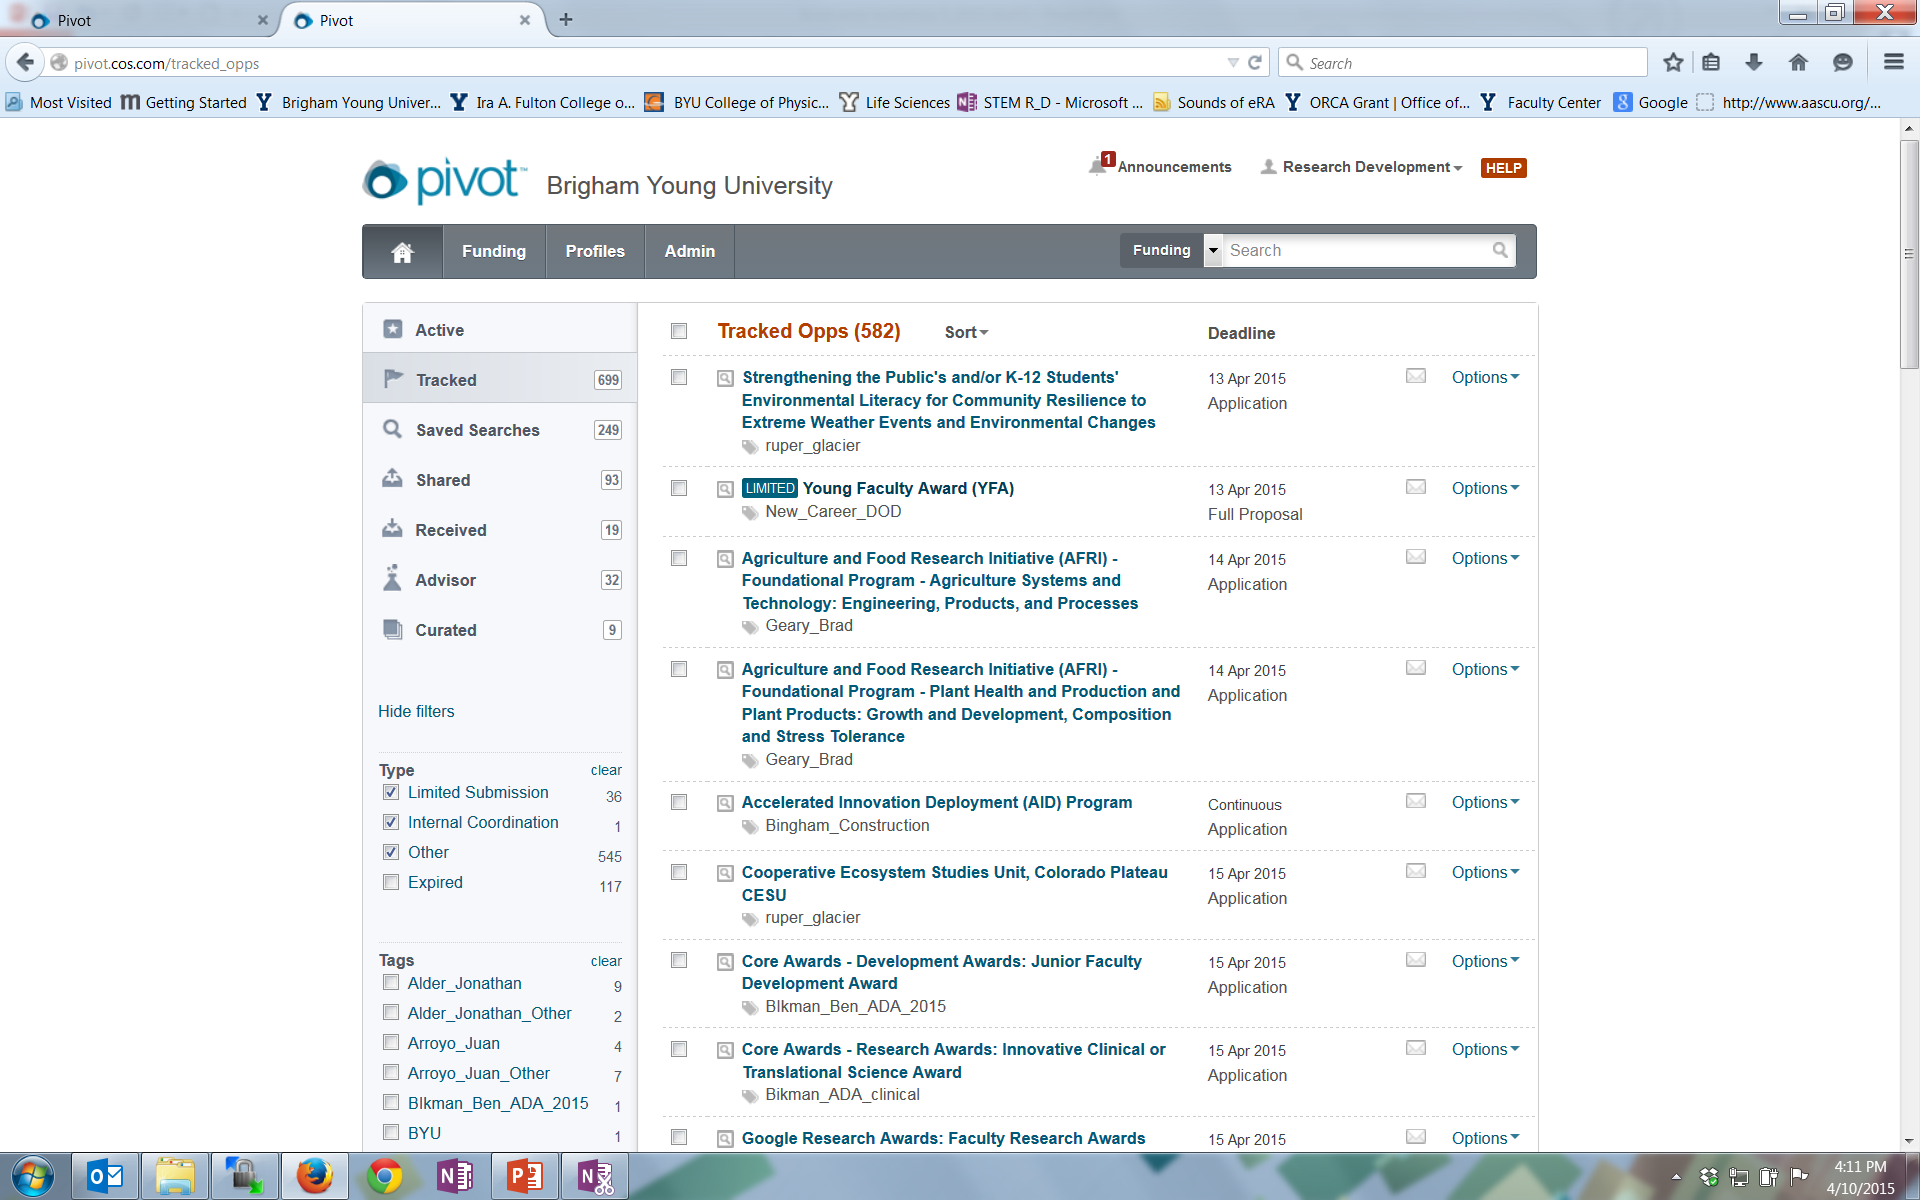 Pivot
Pivot
pivot.cos.com/tracked_opps
Search
Most Visited
Getting Started
Brigham Young Univer...
Ira A. Fulton College o...
BYU College of Physic...
Life Sciences
STEM R_D - Microsoft ...
Sounds of eRA
ORCA Grant | Office of...
Faculty Center
Google
http://www.aascu.org/...
pivot™
Brigham Young University
1
Announcements
Research Development
HELP
Funding
Profiles
Admin
Funding
Search
Active
Tracked 699
Saved Searches 249
Shared 93
Received 19
Advisor 32
Curated 9
Hide filters
Type clear
Limited Submission 36
Internal Coordination 1
Other 545
Expired 117
Tags clear
Alder_Jonathan 9
Alder_Jonathan_Other 2
Arroyo_Juan 4
Arroyo_Juan_Other 7
BIkman_Ben_ADA_2015 1
BYU 1
Tracked Opps (582) Sort Deadline
Strengthening the Public's and/or K-12 Students' 13 Apr 2015 Options
Environmental Literacy for Community Resilience to Application
Extreme Weather Events and Environmental Changes
ruper_glacier
LIMITED Young Faculty Award (YFA) 13 Apr 2015 Options
New_Career_DOD Full Proposal
Agriculture and Food Research Initiative (AFRI) - 14 Apr 2015 Options
Foundational Program - Agriculture Systems and Application
Technology: Engineering, Products, and Processes
Geary_Brad
Agriculture and Food Research Initiative (AFRI) - 14 Apr 2015 Options
Foundational Program - Plant Health and Production and Application
Plant Products: Growth and Development, Composition
and Stress Tolerance
Geary_Brad
Accelerated Innovation Deployment (AID) Program Continuous Options
Bingham_Construction Application
Cooperative Ecosystem Studies Unit, Colorado Plateau 15 Apr 2015 Options
CESU Application
ruper_glacier
Core Awards - Development Awards: Junior Faculty 15 Apr 2015 Options
Development Award Application
BIkman_Ben_ADA_2015
Core Awards - Research Awards: Innovative Clinical or 15 Apr 2015 Options
Translational Science Award Application
Bikman_ADA_clinical
Google Research Awards: Faculty Research Awards 15 Apr 2015 Options
4:11 PM
4/10/2015